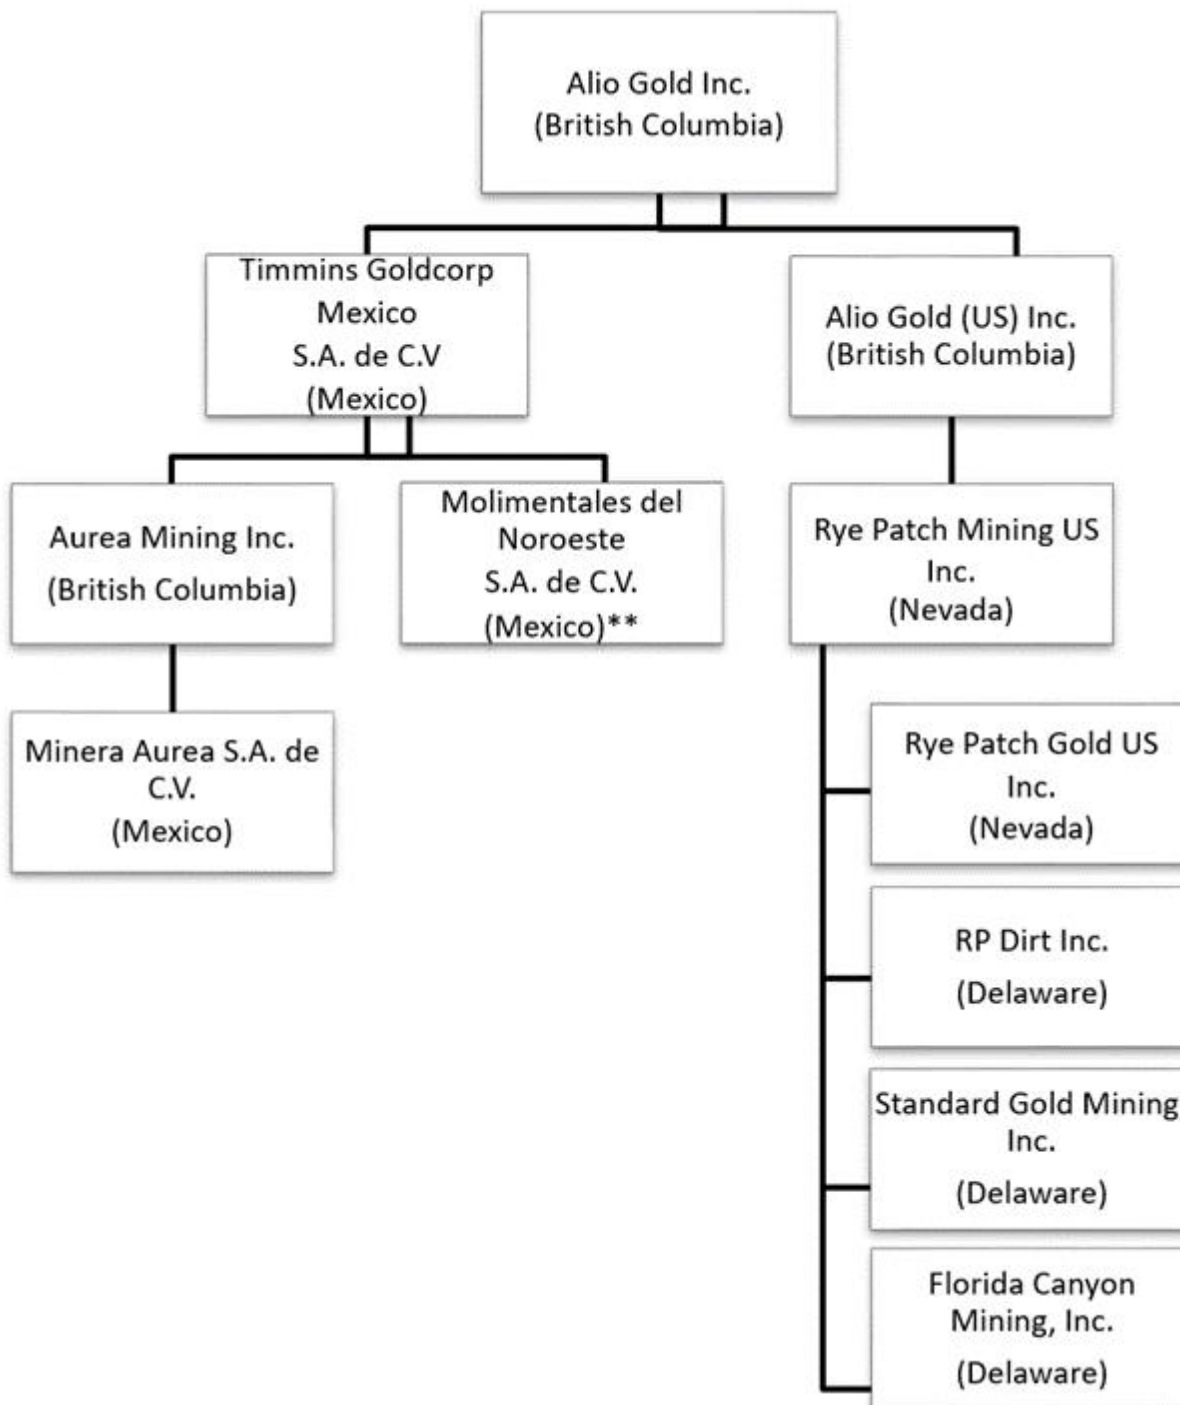 Alio Gold Inc.
(British Columbia)
Timmins Goldcorp
Mexico
S.A. de C.V
(Mexico)
Alio Gold (US) Inc.
(British Columbia)
Aurea Mining Inc.
(British Columbia)
Molimentales del
Noroeste
S.A. de C.V.
(Mexico)**
Rye Patch Mining US
Inc.
(Nevada)
Minera Aurea S.A. de
C.V.
(Mexico)
Rye Patch Gold US
Inc.
(Nevada)
RP Dirt Inc.
(Delaware)
Standard Gold Mining
Inc.
(Delaware)
Florida Canyon
Mining, Inc.
(Delaware)